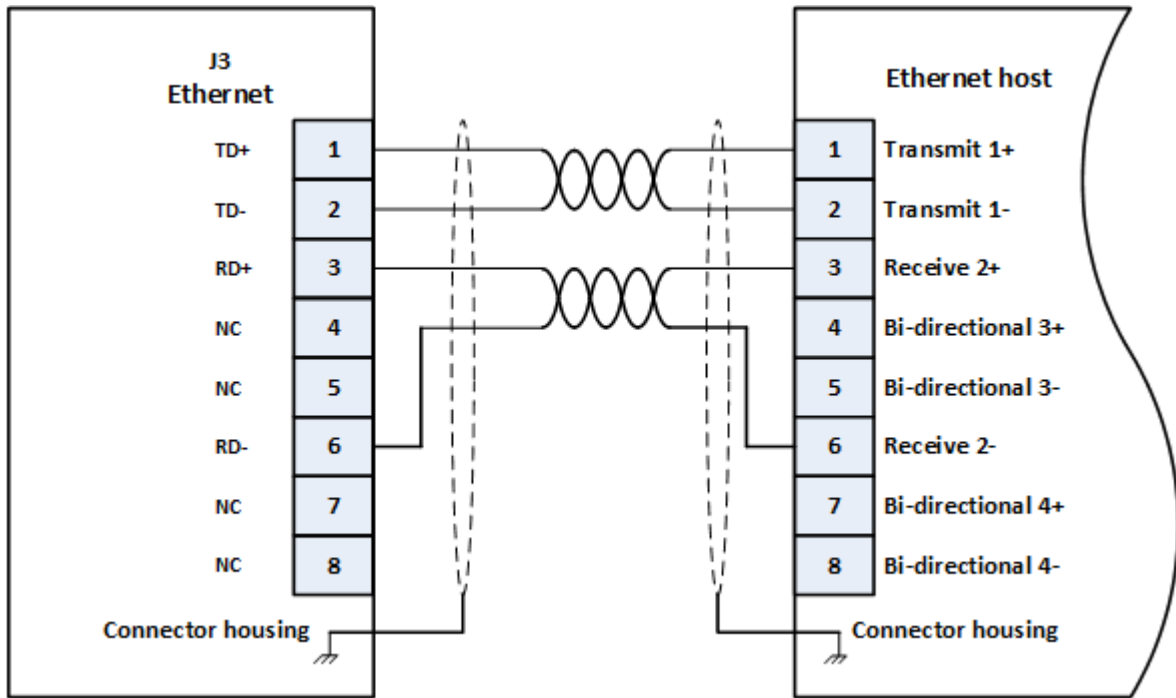 J3
Ethernet
TD+ 1
TD- 2
RD+ 3
NC 4
NC 5
RD- 6
NC 7
NC 8
Connector housing
Ethernet host
1 Transmit 1+
2 Transmit 1-
3 Receive 2+
4 Bi-directional 3+
5 Bi-directional 3-
6 Receive 2-
7 Bi-directional 4+
8 Bi-directional 4-
Connector housing